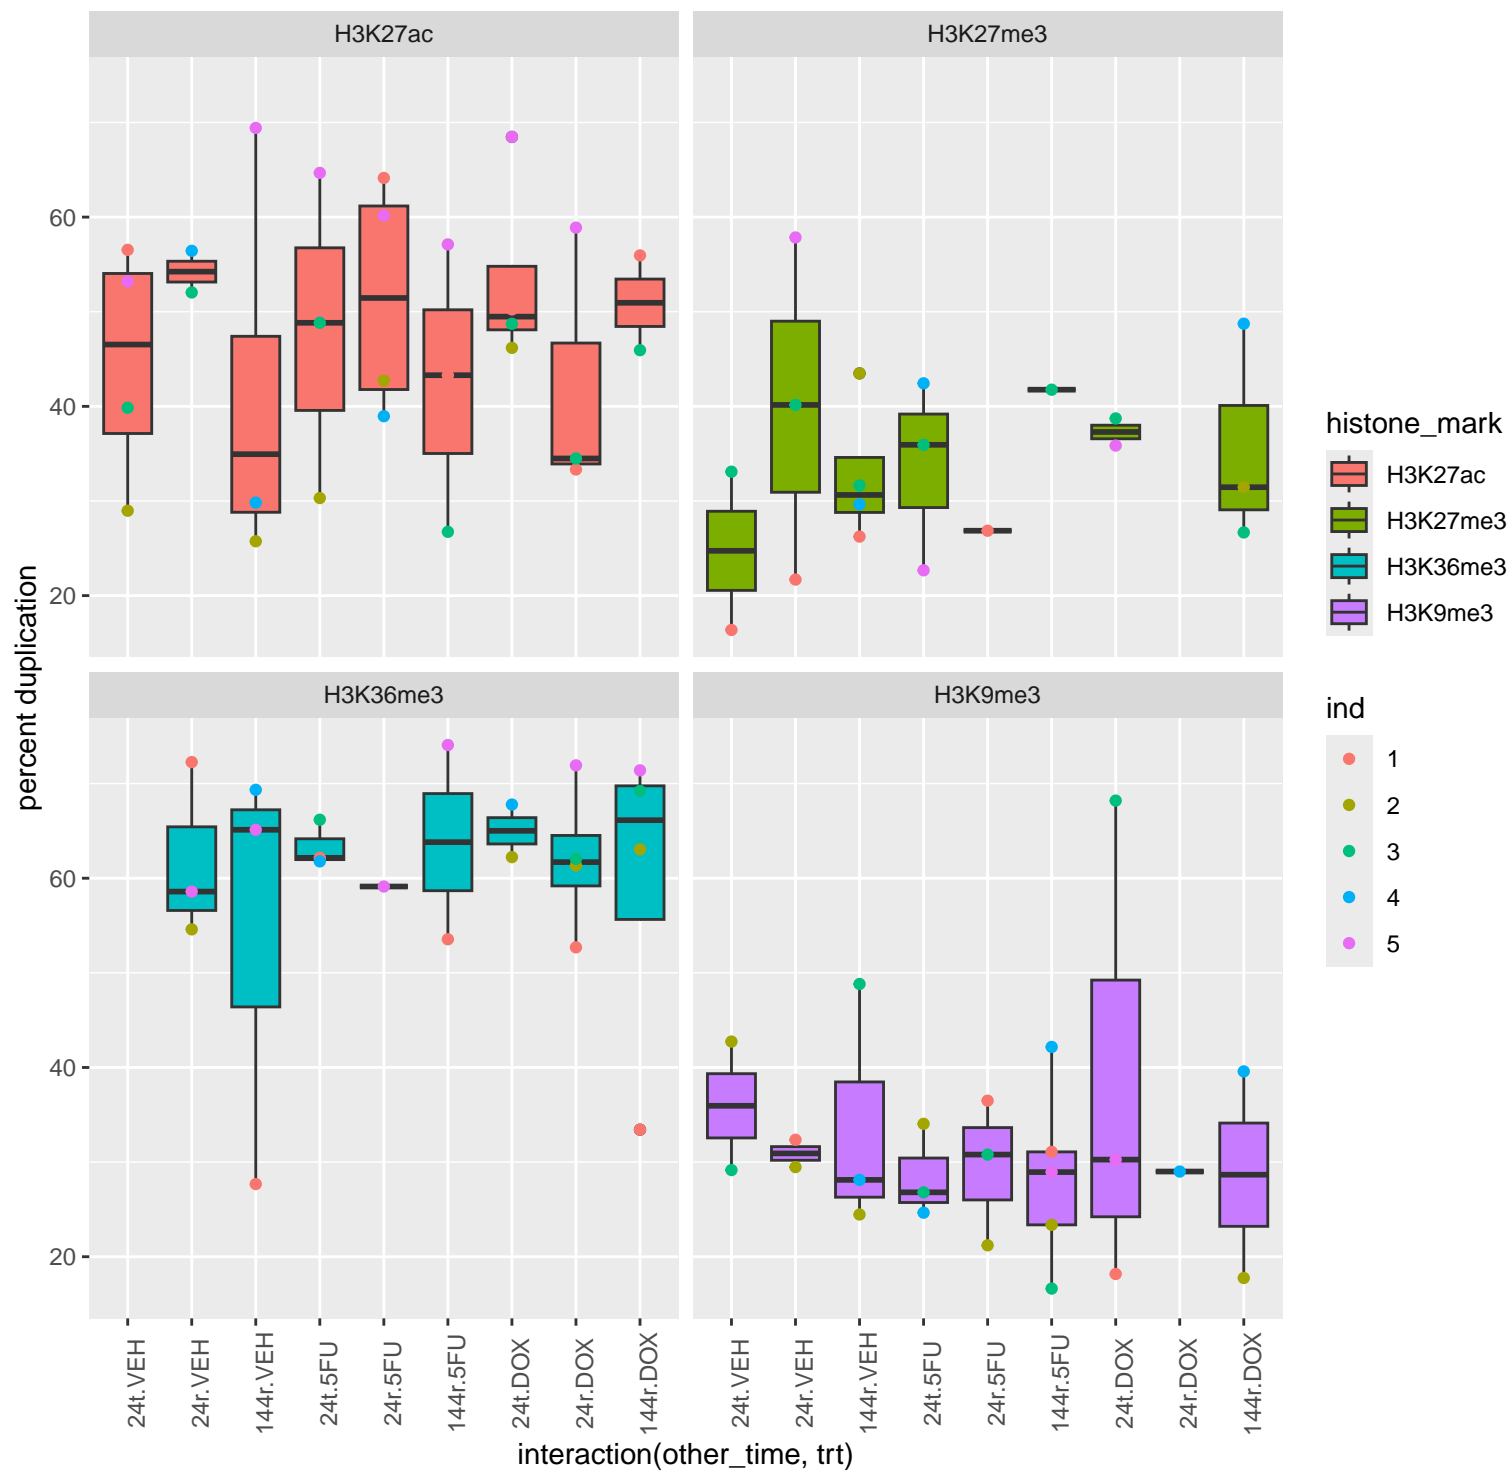 H3K27ac
H3K27me3
60
40
20
H3K36me3
H3K9me3
60
40
20
percent duplication
24t.VEH
24r.VEH
144r.VEH
24t.5FU
24r.5FU
144r.5FU
24t.DOX
24r.DOX
144r.DOX
24t.VEH
24r.VEH
144r.VEH
24t.5FU
24r.5FU
144r.5FU
24t.DOX
24r.DOX
144r.DOX
interaction(other_time, trt)
histone_mark
H3K27ac
H3K27me3
H3K36me3
H3K9me3
ind
1
2
3
4
5